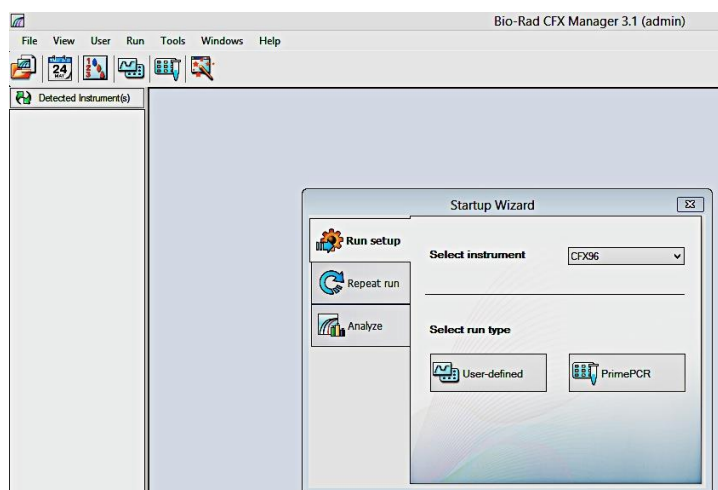 Bio-Rad CFX Manager 3.1 (admin)
File View User Run Tools Windows Help
24
Detected Instrument(s)
Startup Wizard
Run setup
Select instrument CFX96
Repeat run
Analyze
Select run type
User-defined PrimePCR